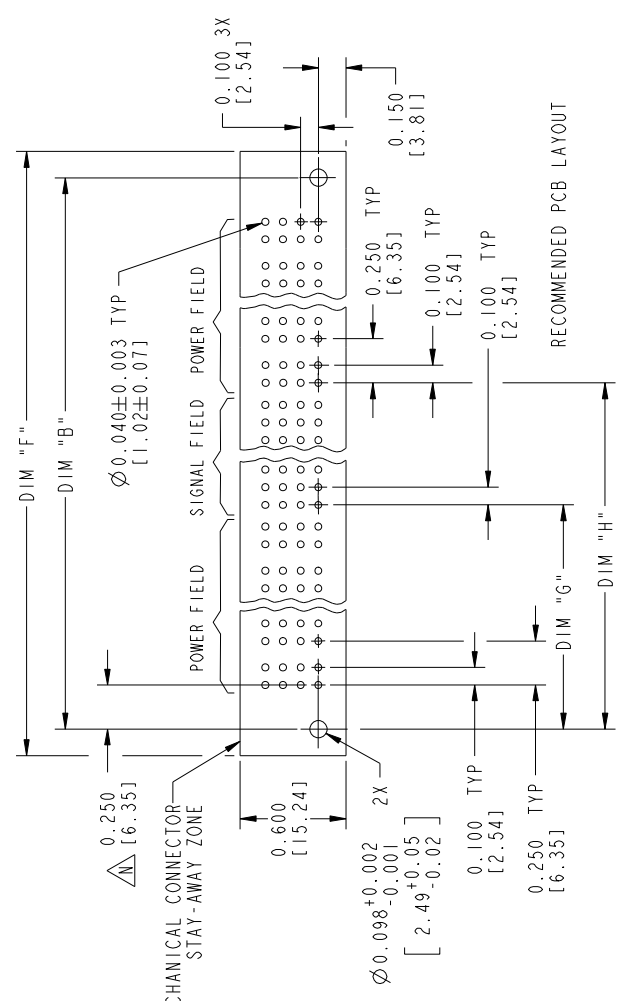 DIM "F"
DIM "B"
Ø0.040±0.003 TYP
[1.02±0.07]
0.100 3X
[2.54]
0.150
[3.81]
POWER FIELD
SIGNAL FIELD
POWER FIELD
N
0.250
[6.35]
CHANICAL CONNECTOR
STAY-AWAY ZONE
0.600
[15.24]
2X
Ø0.098 +0.002
-0.001
[2.49 +0.05
-0.02]
0.100 TYP
[2.54]
0.250 TYP
[6.35]
DIM "G"
DIM "H"
0.250 TYP
[6.35]
0.100 TYP
[2.54]
0.100 TYP
[2.54]
RECOMMENDED PCB LAYOUT